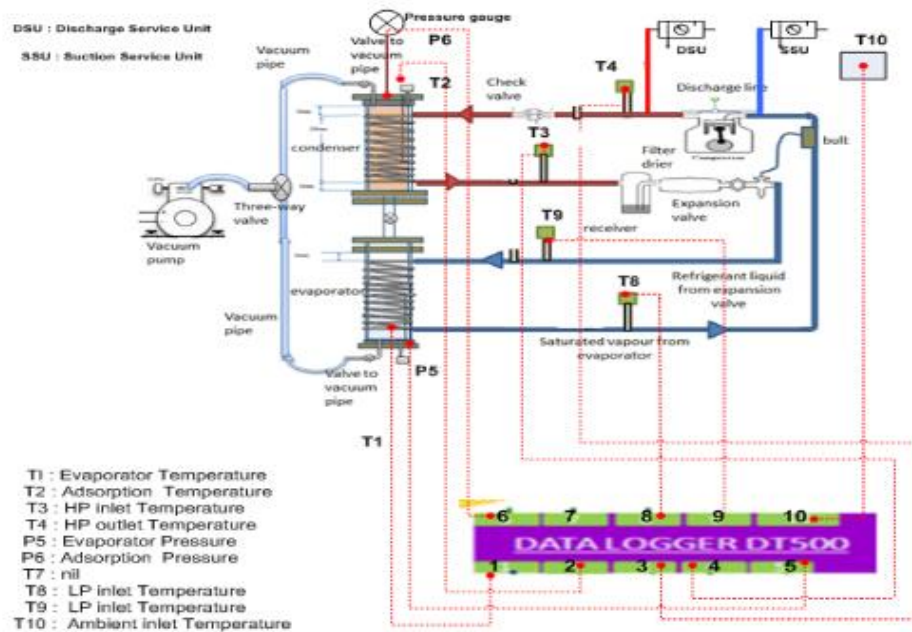 DSU : Discharge Service Unit
SSU : Suction Service Unit
Pressure gauge
P6
Vacuum
pipe
Valve to
vacuum
pipe
T2
T4
DSU
SSU
T10
Check
valve
Discharge line
T3
condenser
Filter
drier
bulb
Three-way
valve
Expansion
valve
Vacuum
pump
T9
receiver
evaporator
T8
Refrigerant liquid
from expansion
valve
Vacuum
pipe
Saturated vapour from
evaporator
P5
Valve to
vacuum
pipe
T1
T1 : Evaporator Temperature
T2 : Adsorption Temperature
T3 : HP inlet Temperature
T4 : HP outlet Temperature
P5 : Evaporator Pressure
P6 : Adsorption Pressure
T7 : nil
T8 : LP inlet Temperature
T9 : LP inlet Temperature
T10 : Ambient inlet Temperature
6 7 8 9 10
DATA LOGGER DT500
1 2 3 4 5